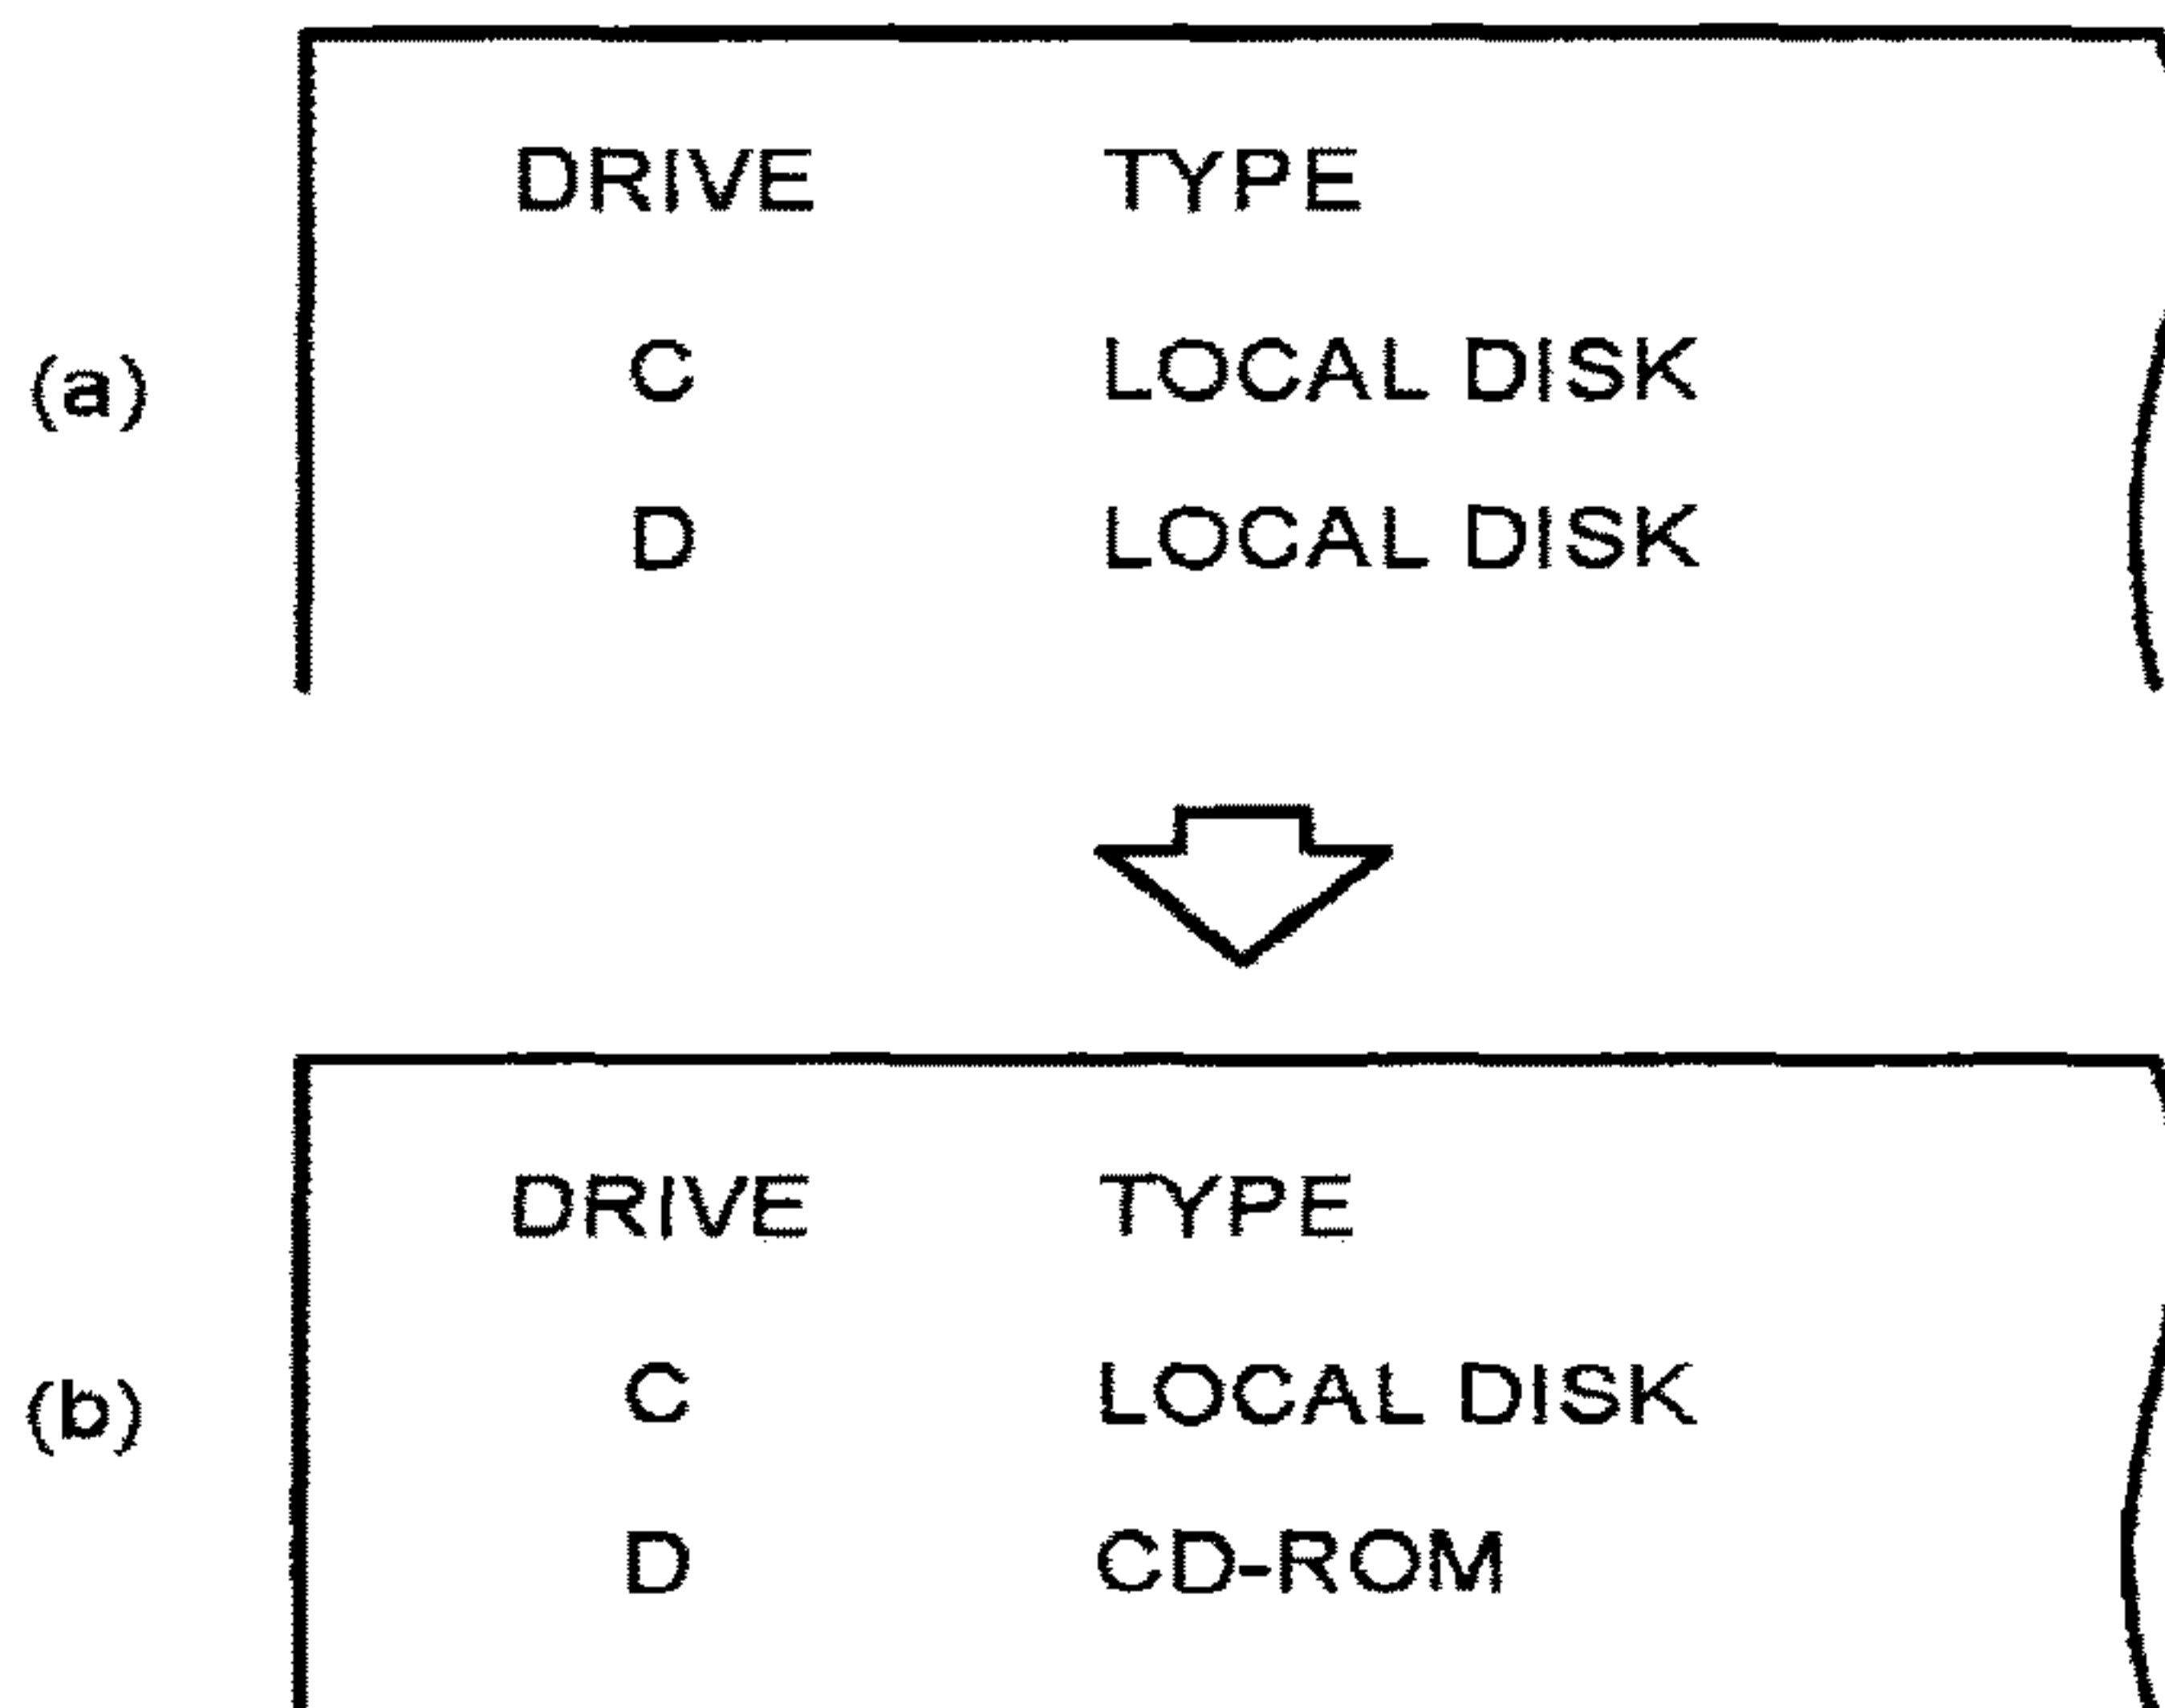 DRIVE TYPE
(a)
C LOCAL DISK
D LOCAL DISK
DRIVE TYPE
(b)
C LOCAL DISK
D CD-ROM